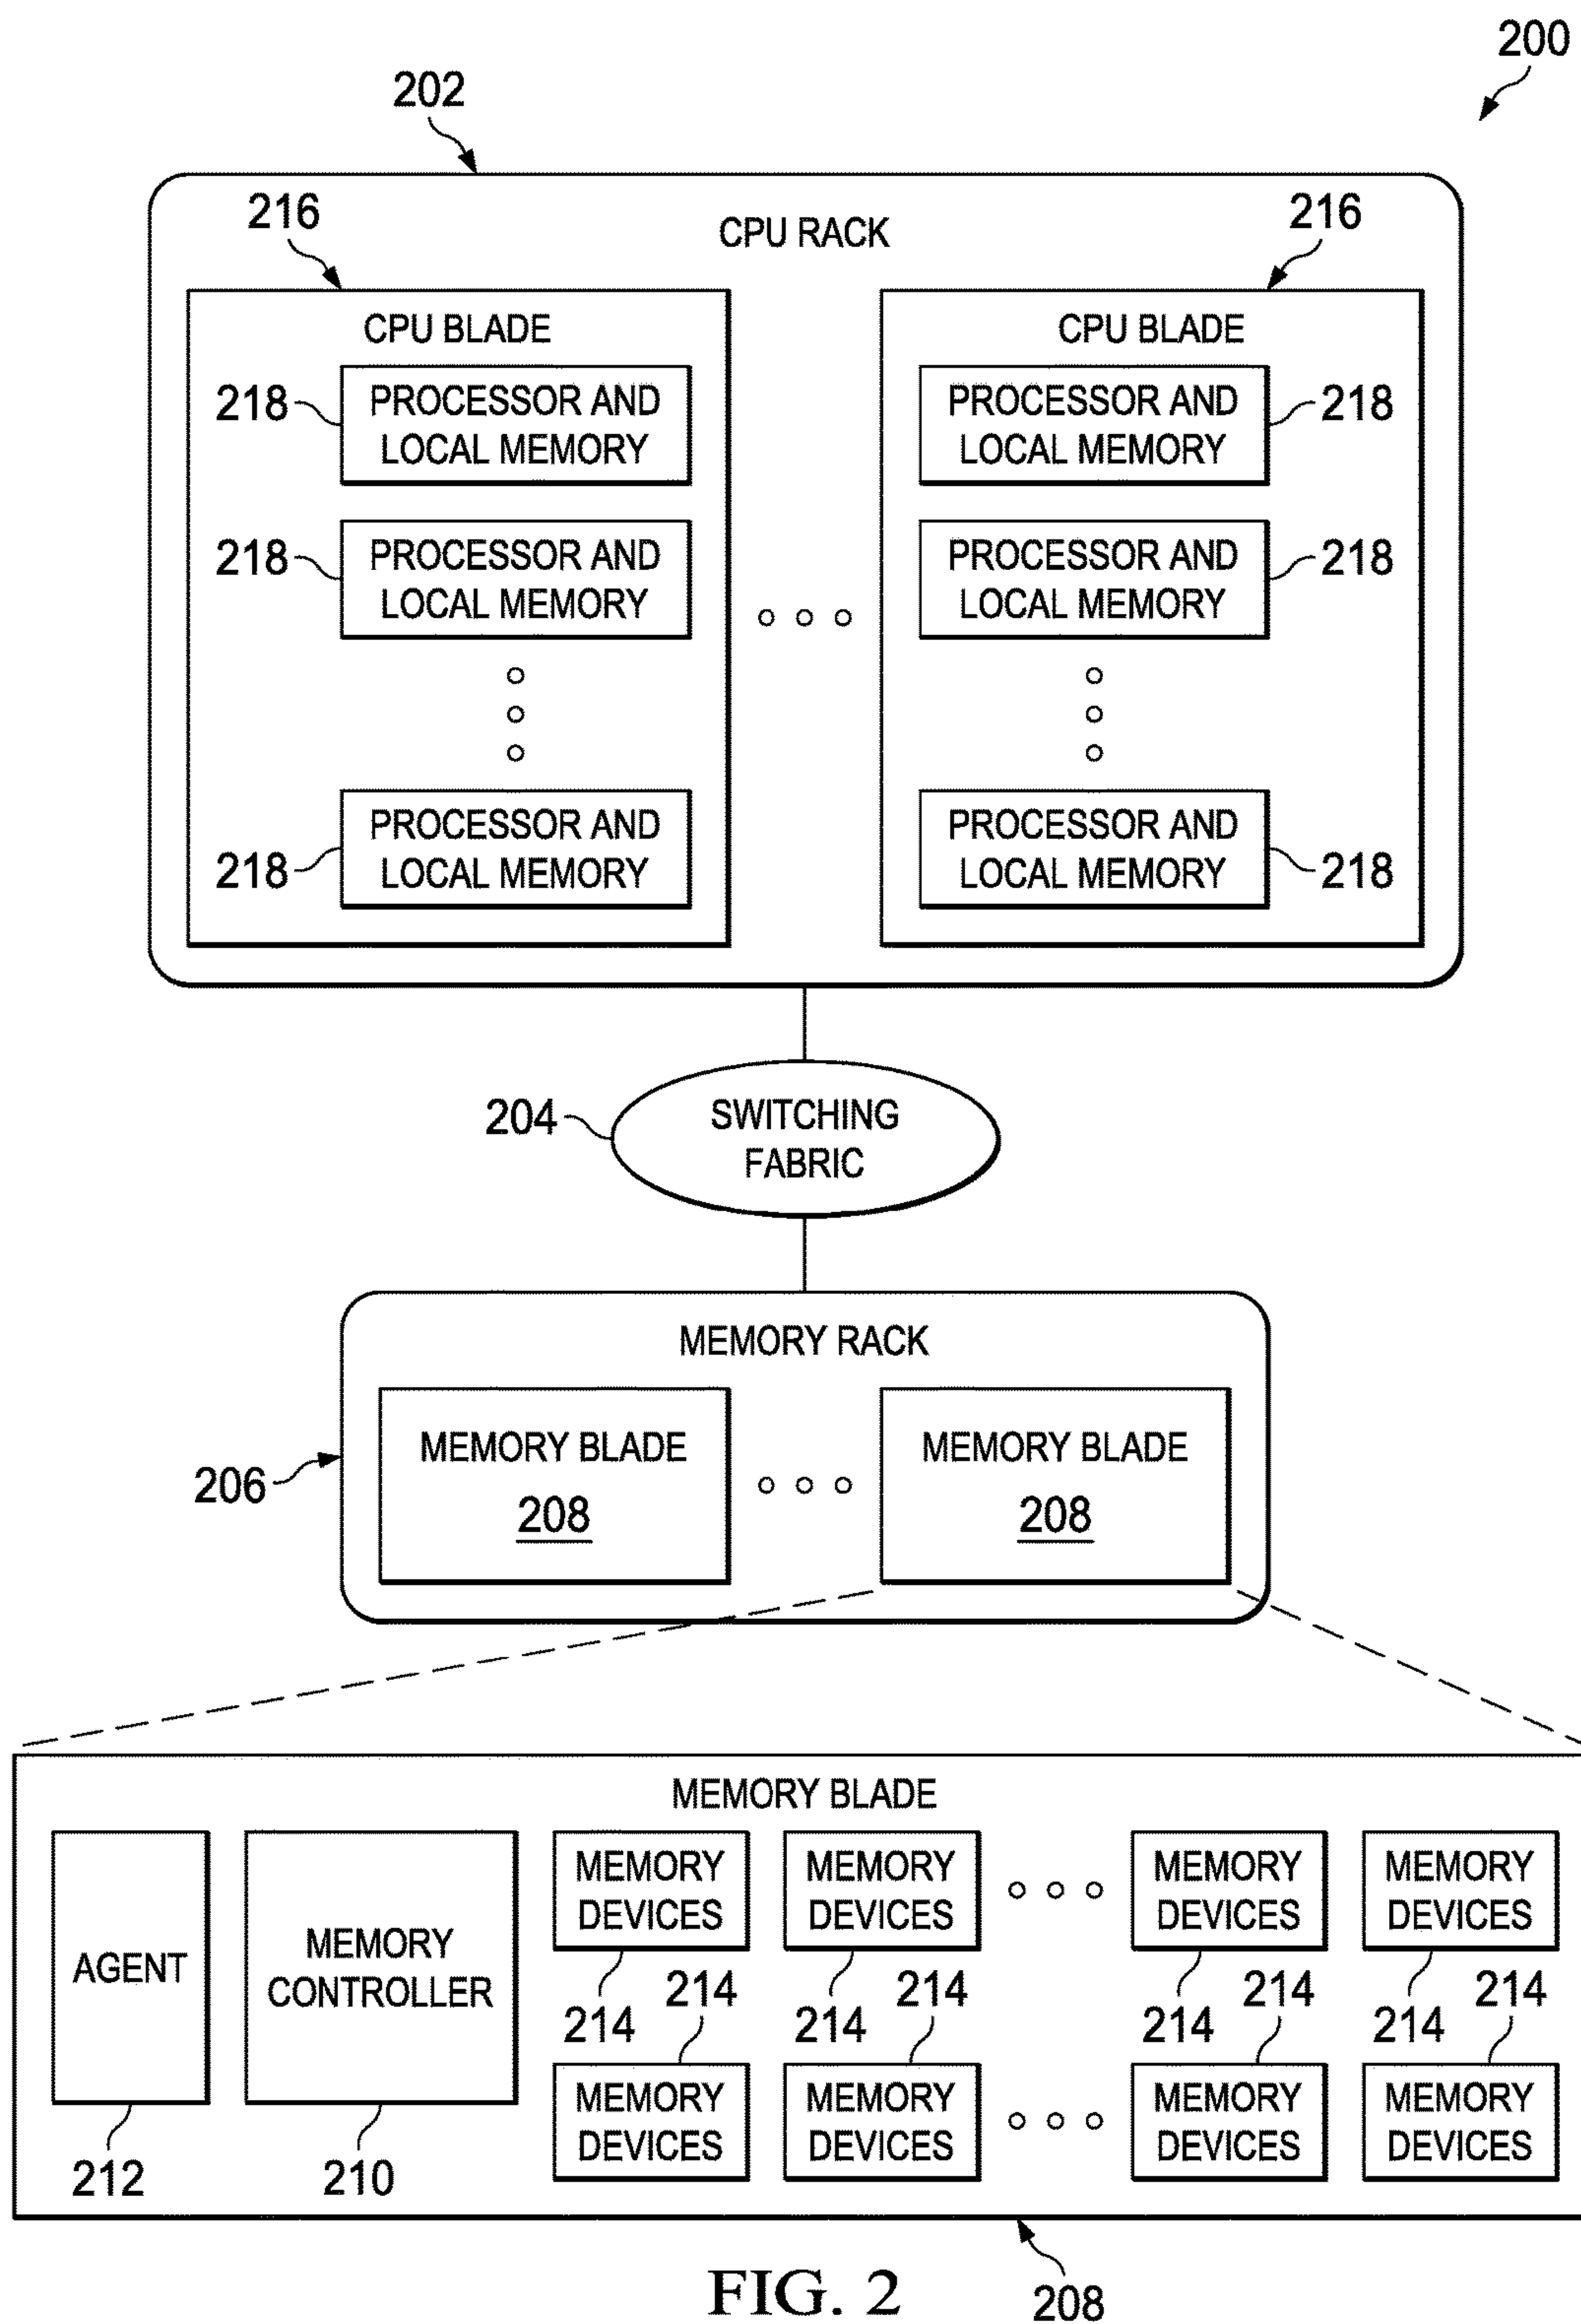 200
202
CPU RACK
216
216
CPU BLADE
CPU BLADE
218
PROCESSOR AND
LOCAL MEMORY
PROCESSOR AND
LOCAL MEMORY
218
218
PROCESSOR AND
LOCAL MEMORY
PROCESSOR AND
LOCAL MEMORY
218
218
PROCESSOR AND
LOCAL MEMORY
PROCESSOR AND
LOCAL MEMORY
218
204
SWITCHING
FABRIC
MEMORY RACK
206
MEMORY BLADE
208
MEMORY BLADE
208
MEMORY BLADE
AGENT
212
MEMORY
CONTROLLER
210
MEMORY
DEVICES
MEMORY
DEVICES
MEMORY
DEVICES
MEMORY
DEVICES
214
214
214
214
214
214
214
214
MEMORY
DEVICES
MEMORY
DEVICES
MEMORY
DEVICES
MEMORY
DEVICES
208
FIG. 2